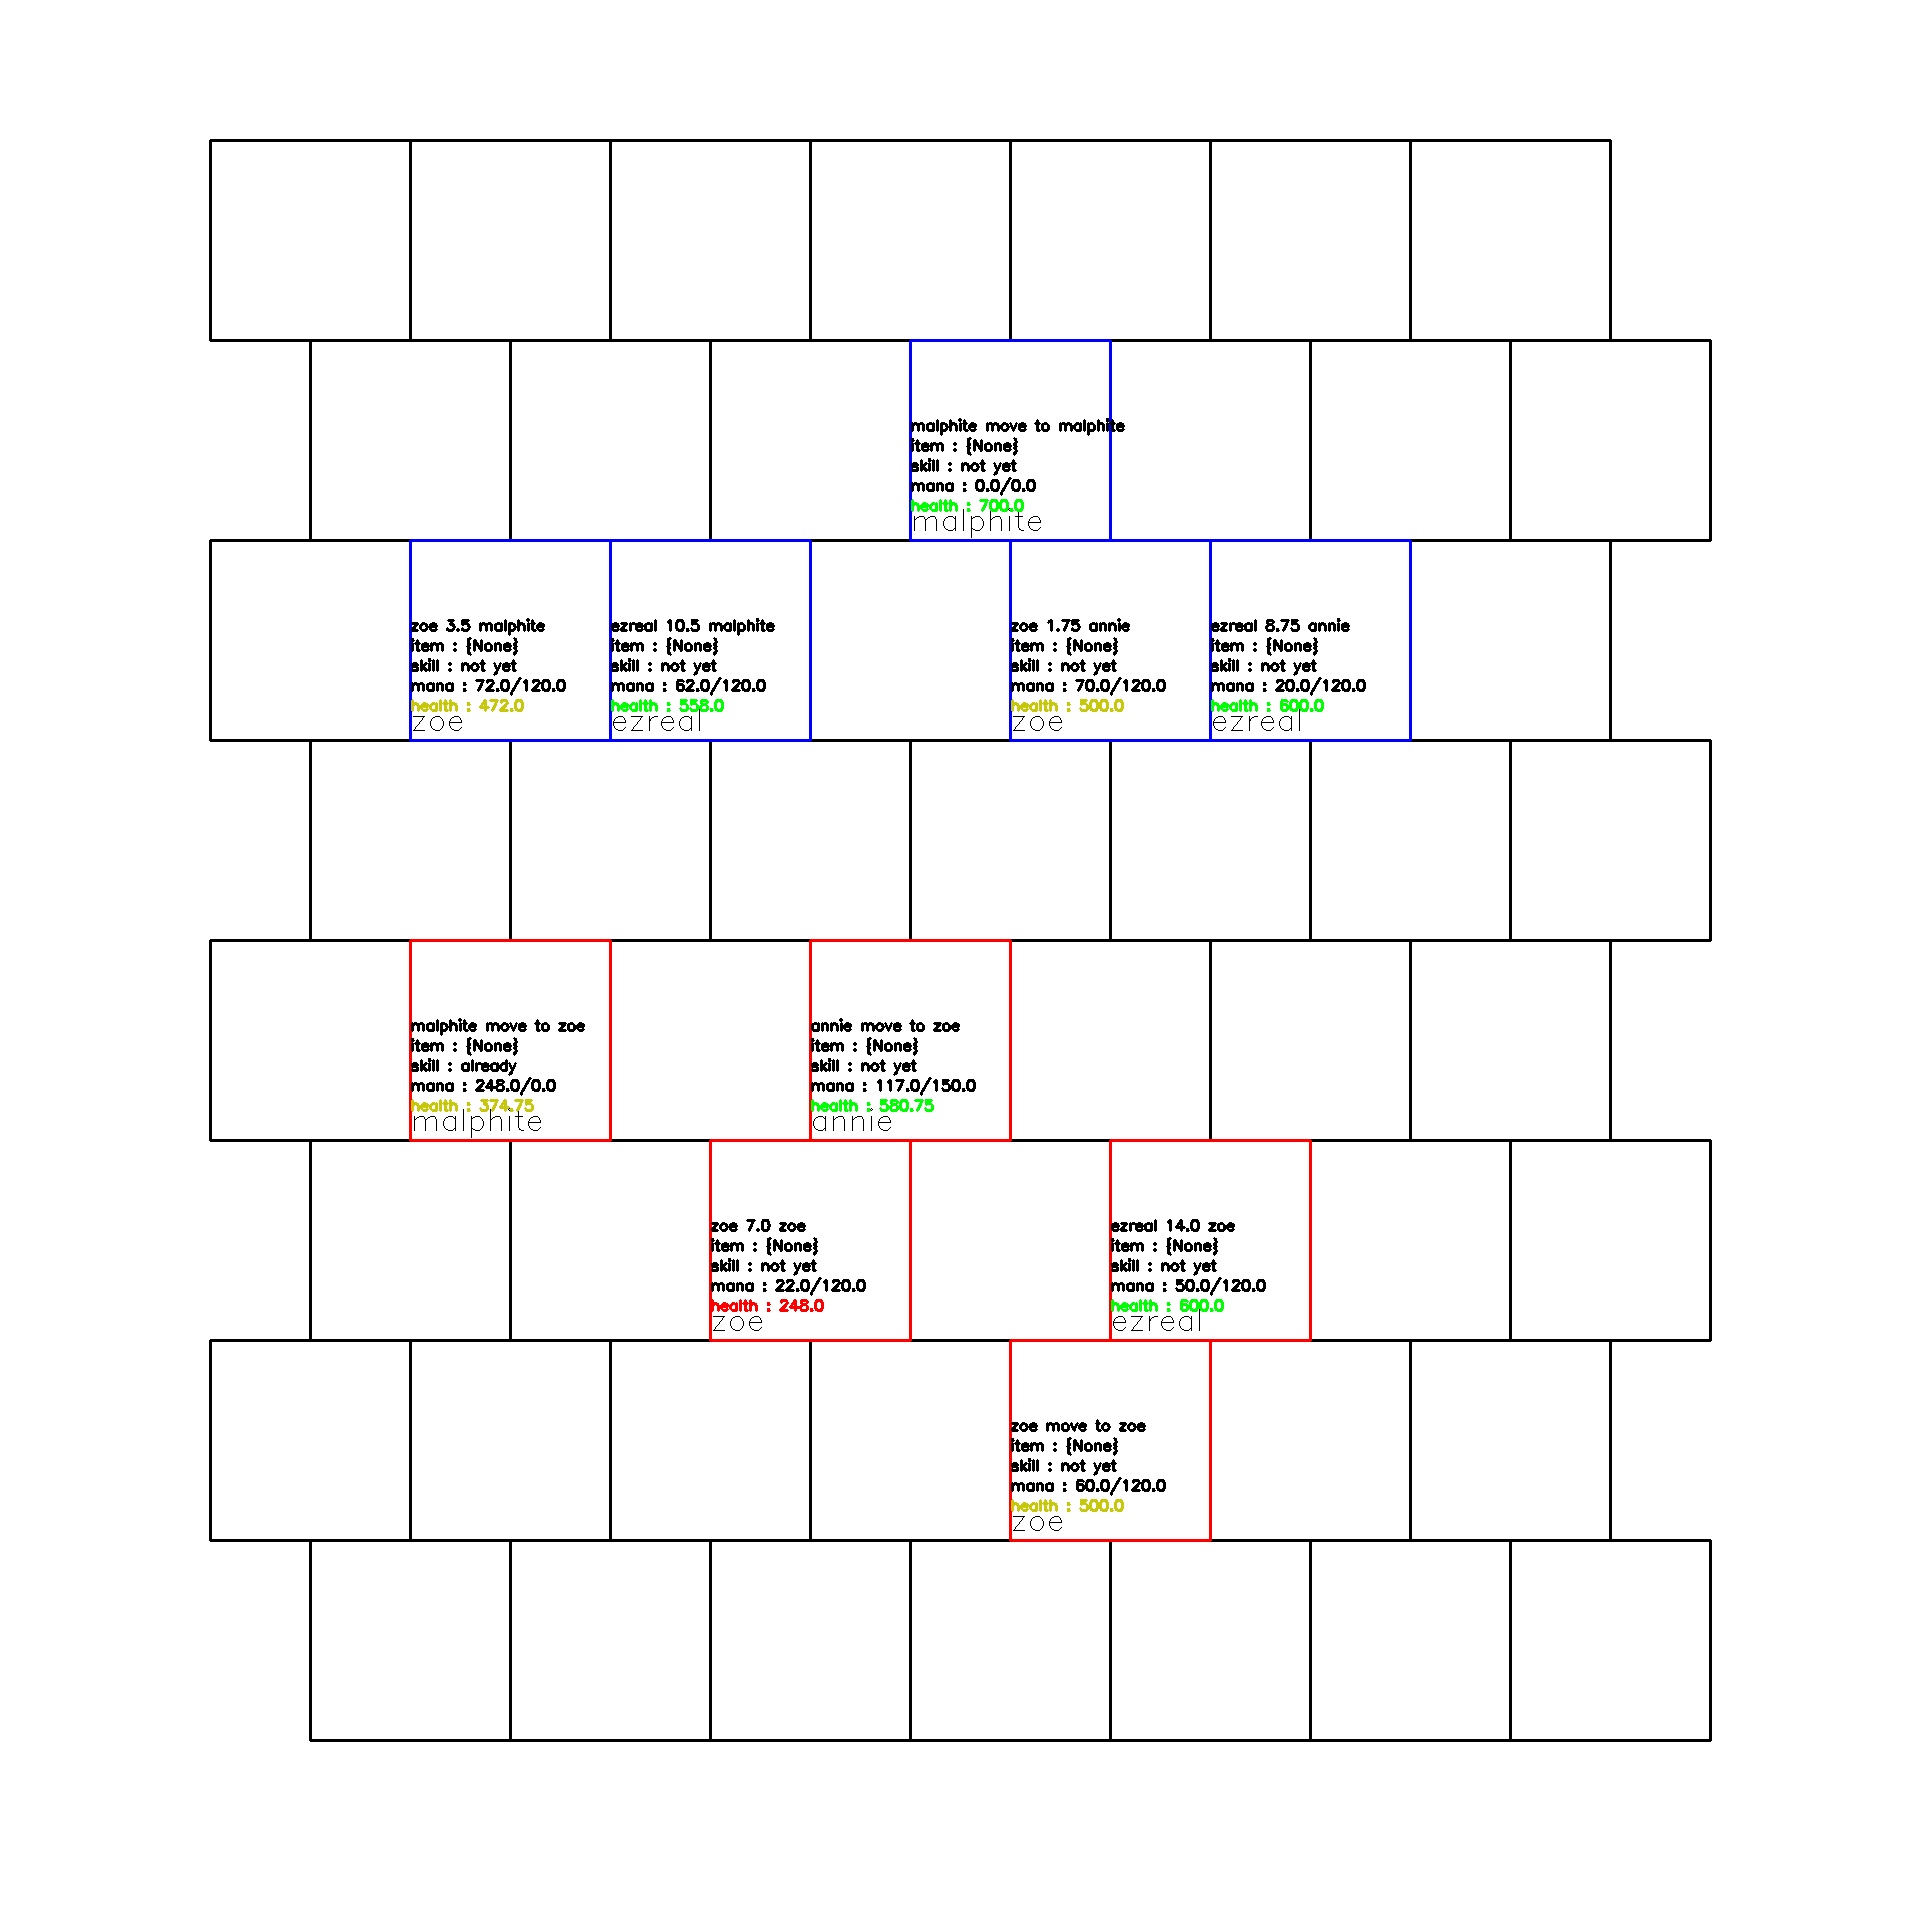 malphite move to malphite
item : {None}
skill : not yet
mana : 0.0/0.0
health : 700.0
malphite
zoe 3.5 malphite
item : {None}
skill : not yet
mana : 72.0/120.0
health : 472.0
zoe
ezreal 10.5 malphite
item : {None}
skill : not yet
mana : 62.0/120.0
health : 558.0
ezreal
zoe 1.75 annie
item : {None}
skill : not yet
mana : 70.0/120.0
health : 500.0
zoe
ezreal 8.75 annie
item : {None}
skill : not yet
mana : 20.0/120.0
health : 600.0
ezreal
malphite move to zoe
item : {None}
skill : already
mana : 248.0/0.0
health : 374.75
malphite
annie move to zoe
item : {None}
skill : not yet
mana : 117.0/150.0
health : 580.75
annie
zoe 7.0 zoe
item : {None}
skill : not yet
mana : 22.0/120.0
health : 248.0
zoe
ezreal 14.0 zoe
item : {None}
skill : not yet
mana : 50.0/120.0
health : 600.0
ezreal
zoe move to zoe
item : {None}
skill : not yet
mana : 60.0/120.0
health : 500.0
zoe